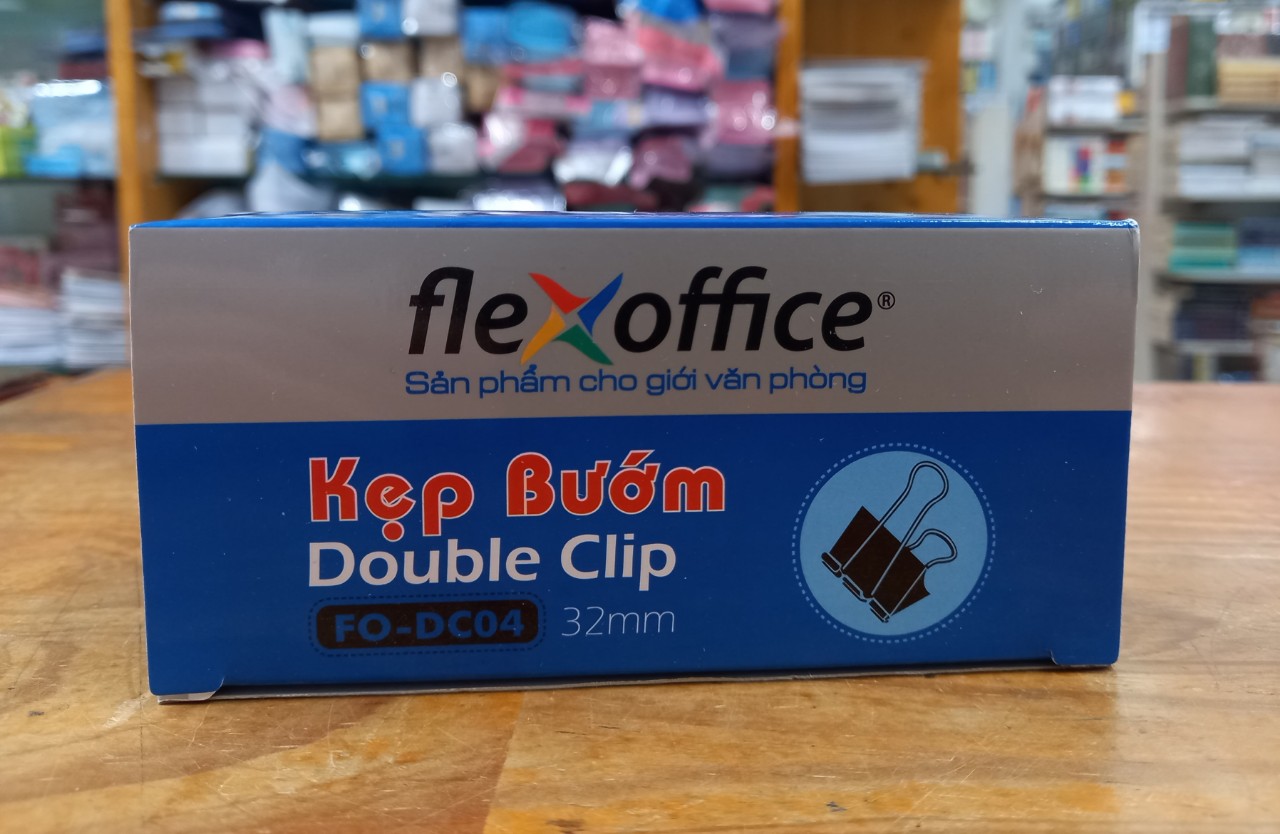 flexoffice®
Sản phẩm cho giới văn phòng
Kẹp Bướm
Double Clip
FO-DC04 32mm